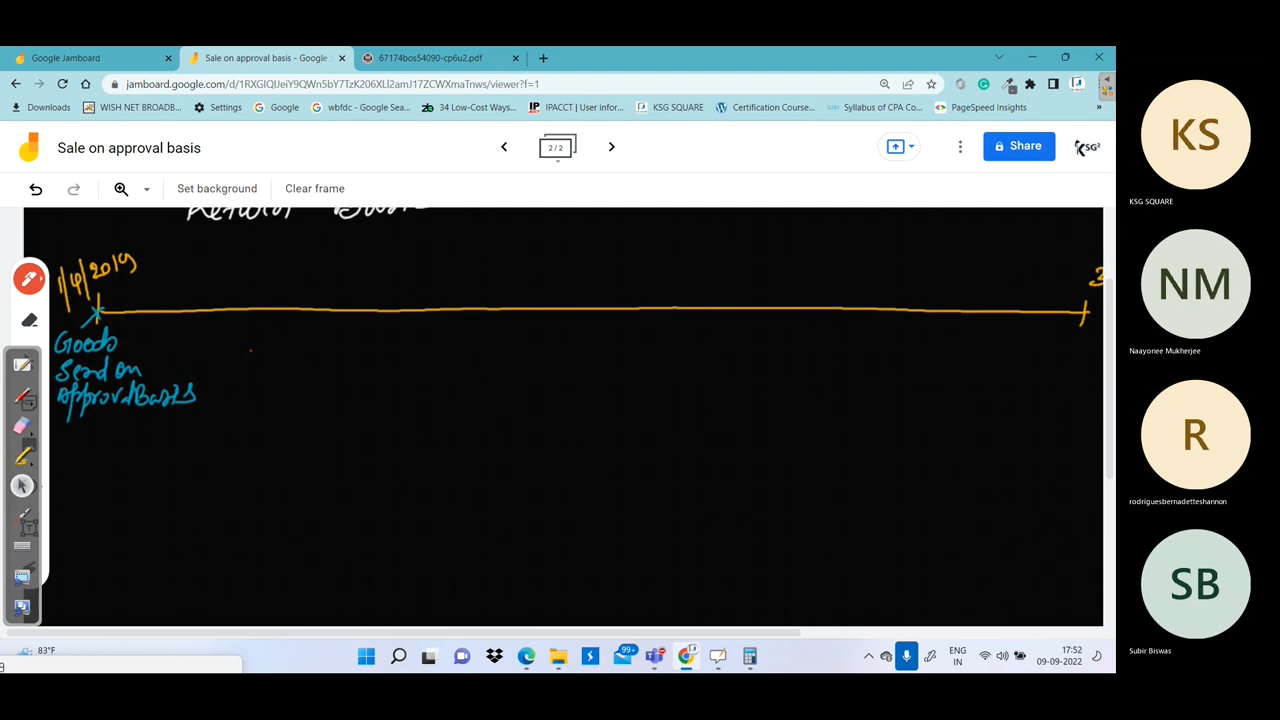 Google Jamboard
Sale on approval basis - Google
67174bos54090-cp6u2.pdf
jamboard.google.com/d/1RXGIQIJeiY9QWn5bY7TzK206XLl2amJ17ZCWXmaTnws/viewer?f=1
Downloads
WISH NET BROADB...
Settings
Google
wbfdc - Google Sea...
34 Low-Cost Ways...
IPACCT | User infor...
KSG SQUARE
Certification Course...
Syllabus of CPA Co...
PageSpeed Insights
»
Sale on approval basis
2 / 2
Share
KSG²
Set background
Clear frame
1/4/2019
3
Goods
Send on
Approval Basis
83°F
99+
ENG
IN
17:52
09-09-2022
KS
KSG SQUARE
NM
Naayonee Mukherjee
R
rodriguesbernadetteshannon
SB
Subir Biswas